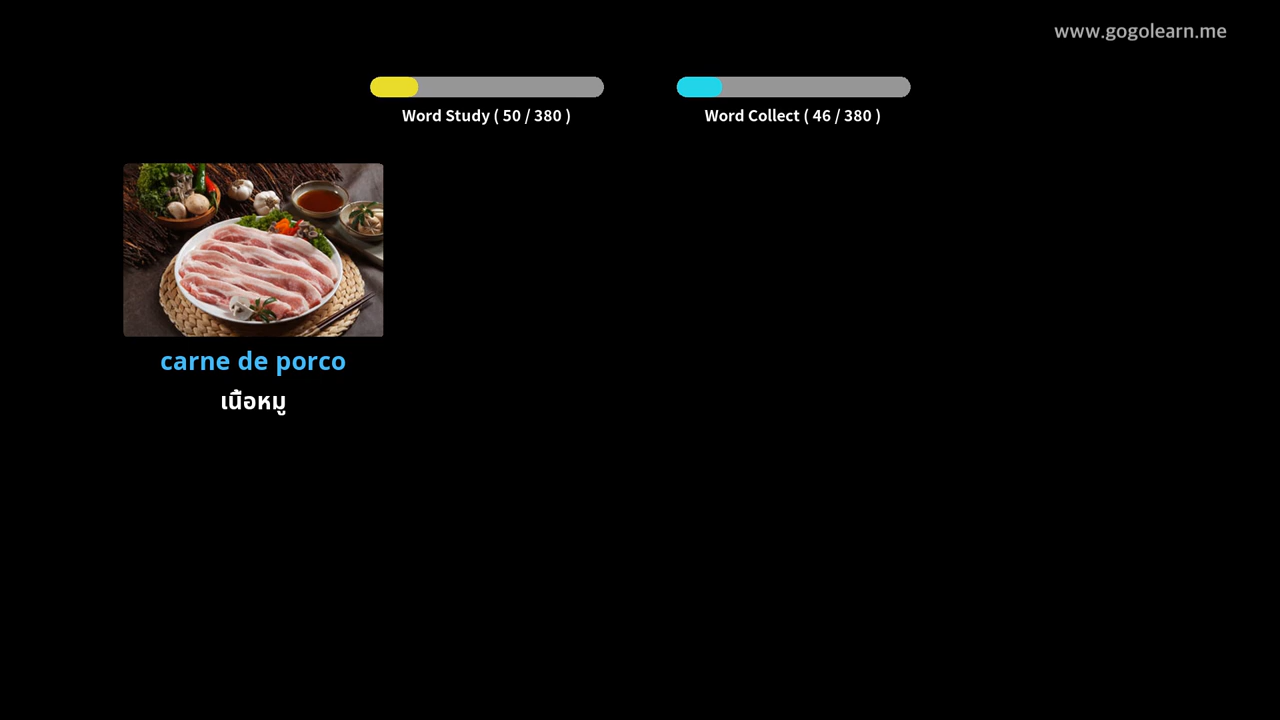 www.gogolearn.me
Word Study ( 50 / 380 )
Word Collect ( 46 / 380 )
carne de porco
เนื้อหมู